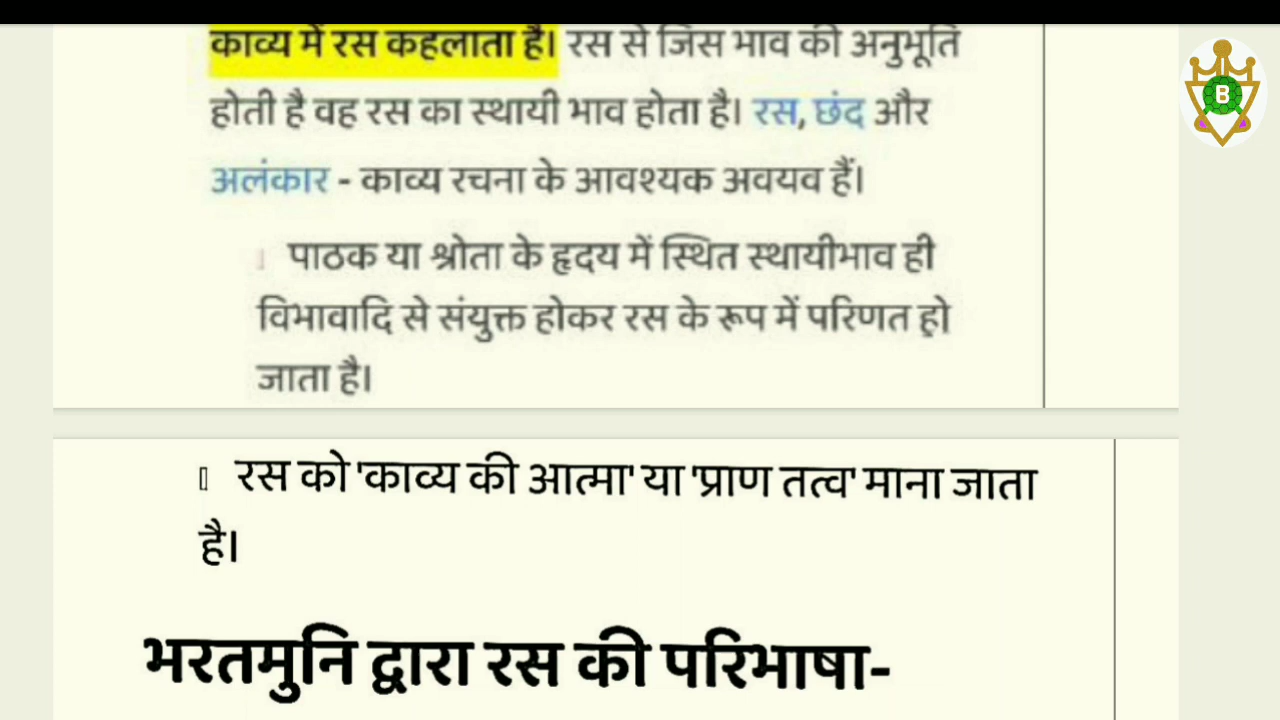 काव्य में रस कहलाता है। रस से जिस भाव की अनुभूति
होती है वह रस का स्थायी भाव होता है। रस, छंद और
अलंकार - काव्य रचना के आवश्यक अवयव हैं।
पाठक या श्रोता के हृदय में स्थित स्थायीभाव ही
विभावादि से संयुक्त होकर रस के रूप में परिणत हो
जाता है।
रस को 'काव्य की आत्मा' या 'प्राण तत्व' माना जाता
है।
भरतमुनि द्वारा रस की परिभाषा-
B